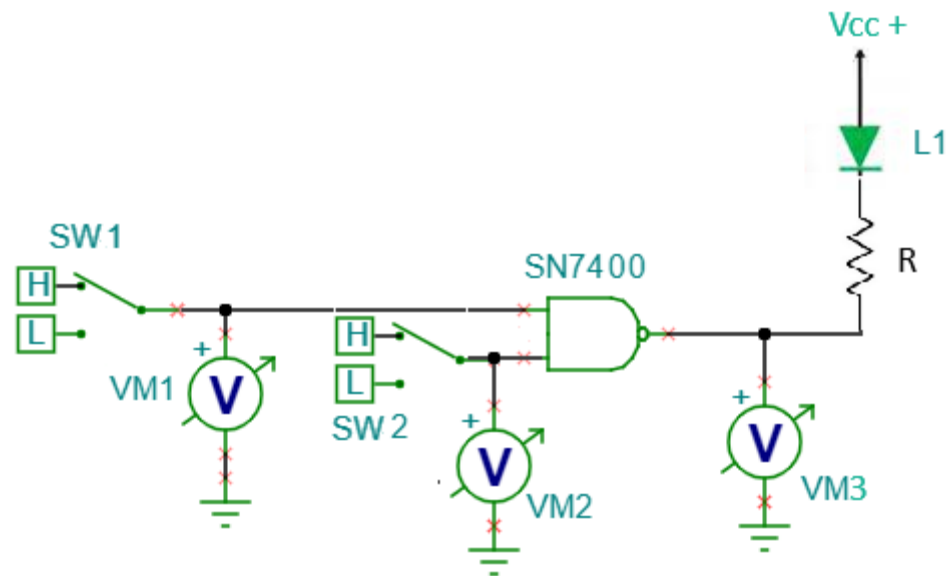 Vcc +
L1
SW1
H
L
SN7400
R
H
L
SW2
+
V
VM1
+
V
VM2
+
V
VM3